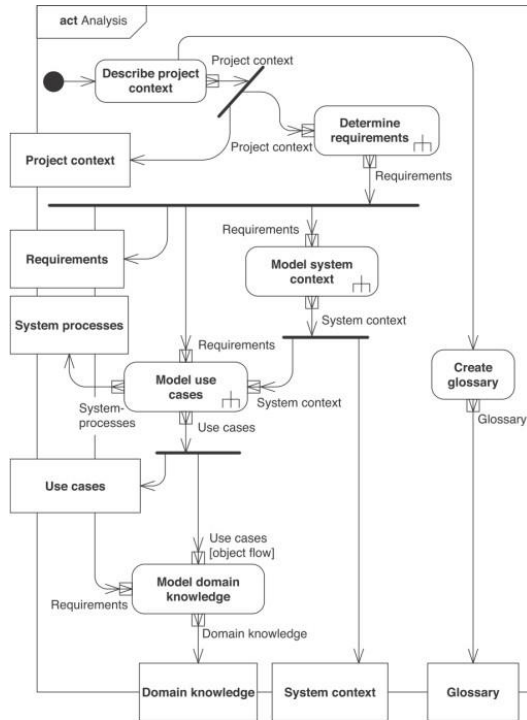 act Analysis
Project context
Describe project
context
Determine
requirements
Project context
Project context
Requirements
Requirements
Requirements
Model system
context
System processes
System context
Requirements
Create
glossary
Model use
cases
System context
System-
processes
Glossary
Use cases
Use cases
Use cases
[object flow]
Model domain
knowledge
Requirements
Domain knowledge
Domain knowledge
System context
Glossary